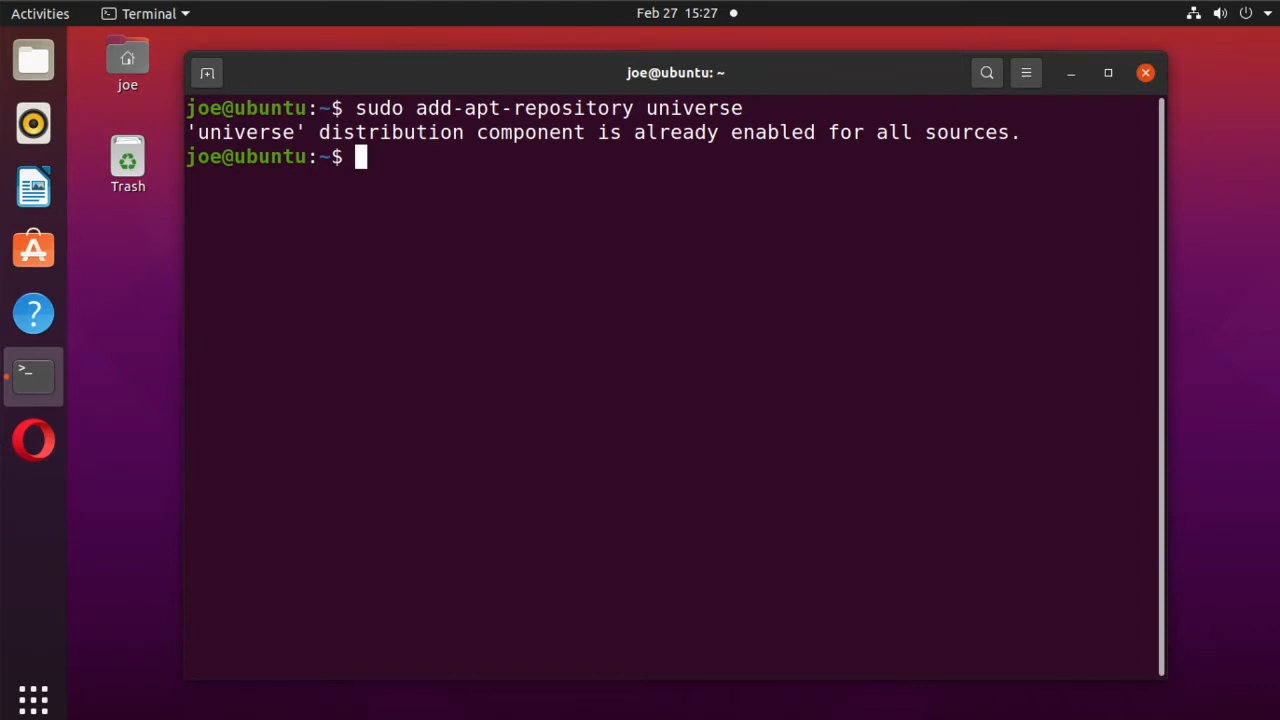 Activities
Terminal
Feb 27 15:27
joe
Trash
joe@ubuntu: ~
joe@ubuntu:~$ sudo add-apt-repository universe
'universe' distribution component is already enabled for all sources.
joe@ubuntu:~$